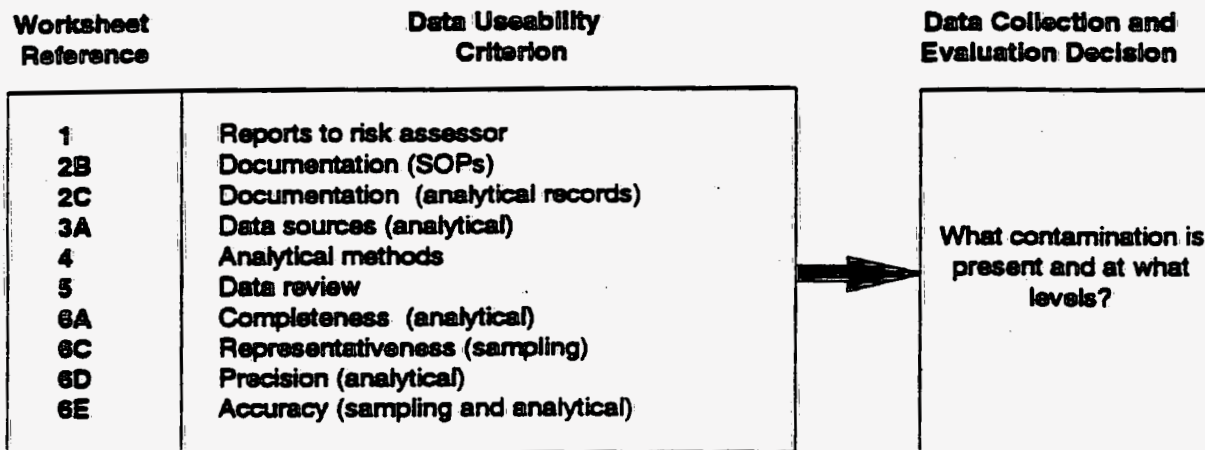 Worksheet Reference
Data Useability Criterion
Data Collection and Evaluation Decision
1 Reports to risk assessor
2B Documentation (SOPs)
2C Documentation (analytical records)
3A Data sources (analytical)
4 Analytical methods
5 Data review
6A Completeness (analytical)
6C Representativeness (sampling)
6D Precision (analytical)
6E Accuracy (sampling and analytical)
What contamination is
present and at what
levels?